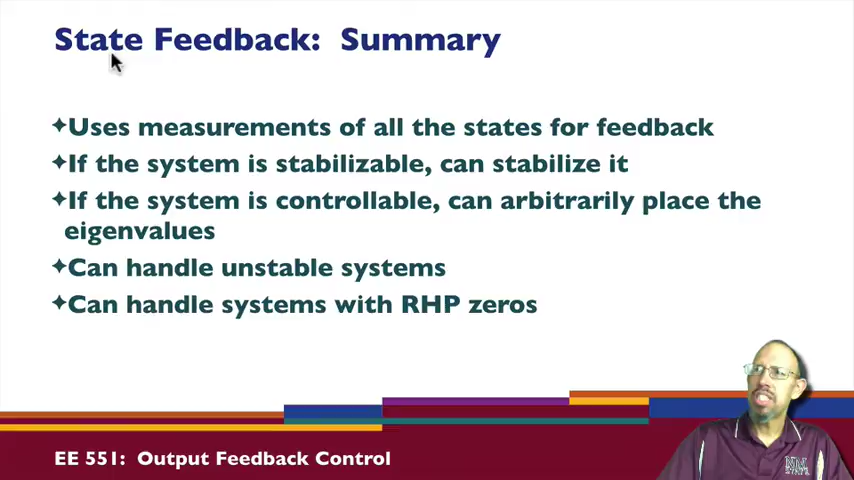 State Feedback: Summary
✦Uses measurements of all the states for feedback
✦If the system is stabilizable, can stabilize it
✦If the system is controllable, can arbitrarily place the
eigenvalues
✦Can handle unstable systems
✦Can handle systems with RHP zeros
EE 551: Output Feedback Control
NM
STATE